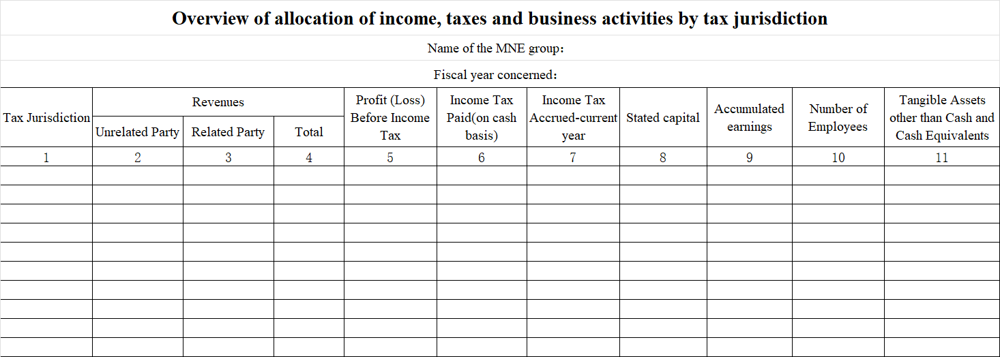 Overview of allocation of income, taxes and business activities by tax jurisdiction
Name of the MNE group：
Fiscal year concerned：
Tax Jurisdiction
Revenues
Unrelated Party
Related Party
Total
Profit (Loss)
Before Income
Tax
Income Tax
Paid(on cash
basis)
Income Tax
Accrued-current
year
Stated capital
Accumulated
earnings
Number of
Employees
Tangible Assets
other than Cash and
Cash Equivalents
1 2 3 4 5 6 7 8 9 10 11